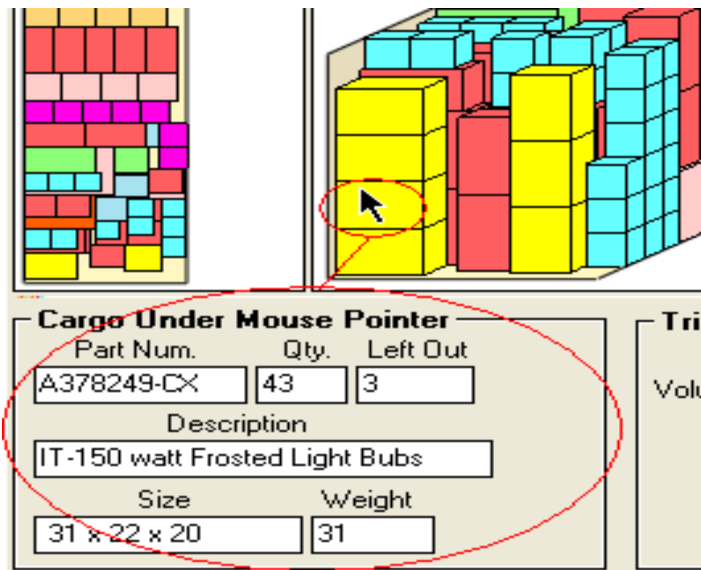 Cargo Under Mouse Pointer
Tri
Part Num. Qty. Left Out
A378249-CX 43 3
Volu
Description
IT-150 watt Frosted Light Bubs
Size Weight
31 x 22 x 20 31